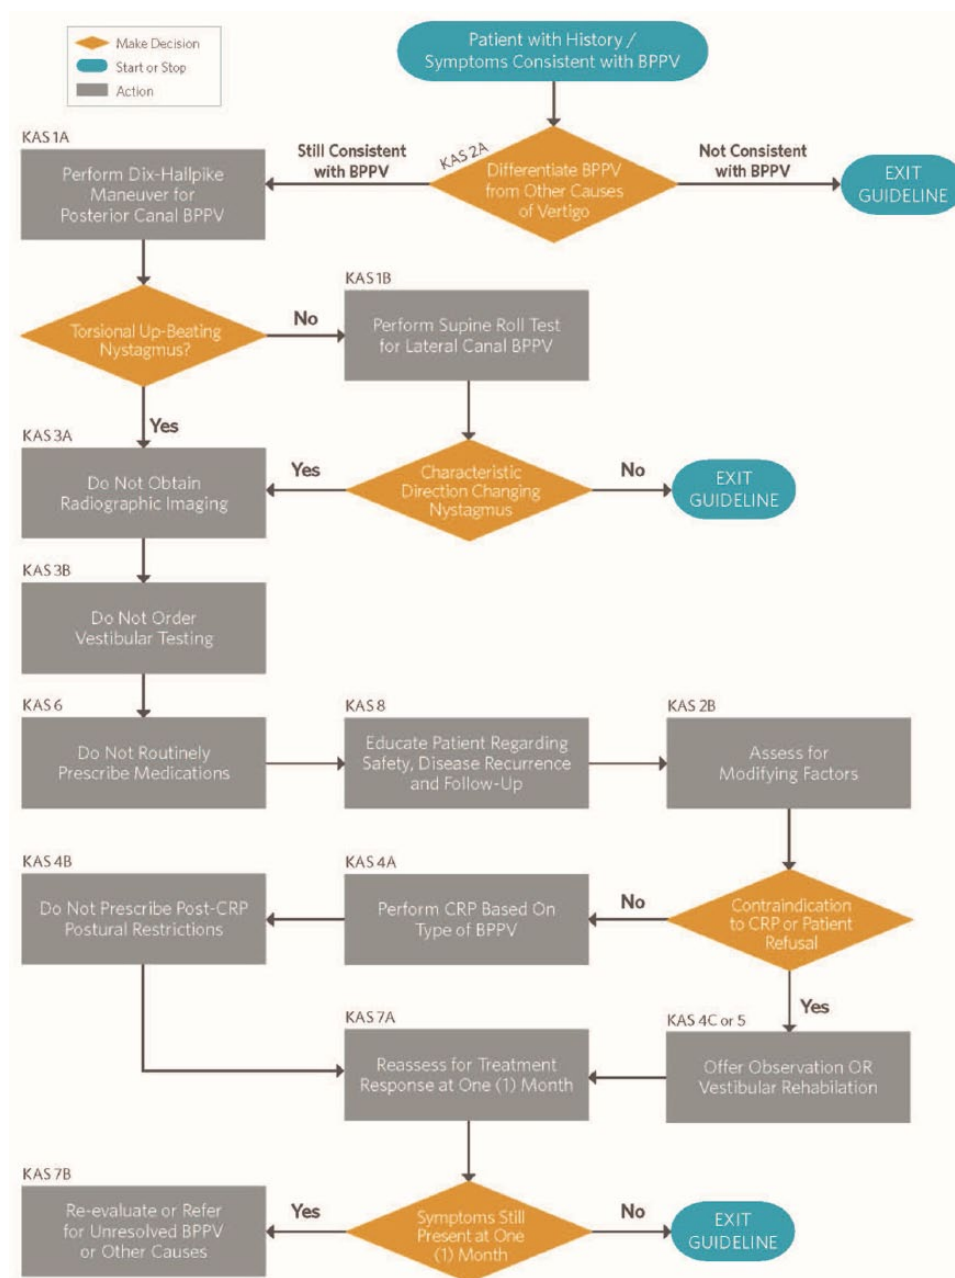 Make Decision
Start or Stop
Action
Patient with History /
Symptoms Consistent with BPPV
KAS 1A
Perform Dix-Hallpike
Maneuver for
Posterior Canal BPPV
Still Consistent
with BPPV
KAS 2A
Differentiate BPPV
from Other Causes
of Vertigo
Not Consistent
with BPPV
EXIT
GUIDELINE
Torsional Up-Beating
Nystagmus?
No
KAS 1B
Perform Supine Roll Test
for Lateral Canal BPPV
Yes
KAS 3A
Do Not Obtain
Radiographic Imaging
Yes
Characteristic
Direction Changing
Nystagmus
No
EXIT
GUIDELINE
KAS 3B
Do Not Order
Vestibular Testing
KAS 6
Do Not Routinely
Prescribe Medications
KAS 8
Educate Patient Regarding
Safety, Disease Recurrence
and Follow-Up
KAS 2B
Assess for
Modifying Factors
KAS 4B
Do Not Prescribe Post-CRP
Postural Restrictions
KAS 4A
Perform CRP Based On
Type of BPPV
No
Contraindication
to CRP or Patient
Refusal
Yes
KAS 7A
Reassess for Treatment
Response at One (1) Month
KAS 4C or 5
Offer Observation OR
Vestibular Rehabilation
KAS 7B
Re-evaluate or Refer
for Unresolved BPPV
or Other Causes
Yes
Symptoms Still
Present at One
(1) Month
No
EXIT
GUIDELINE